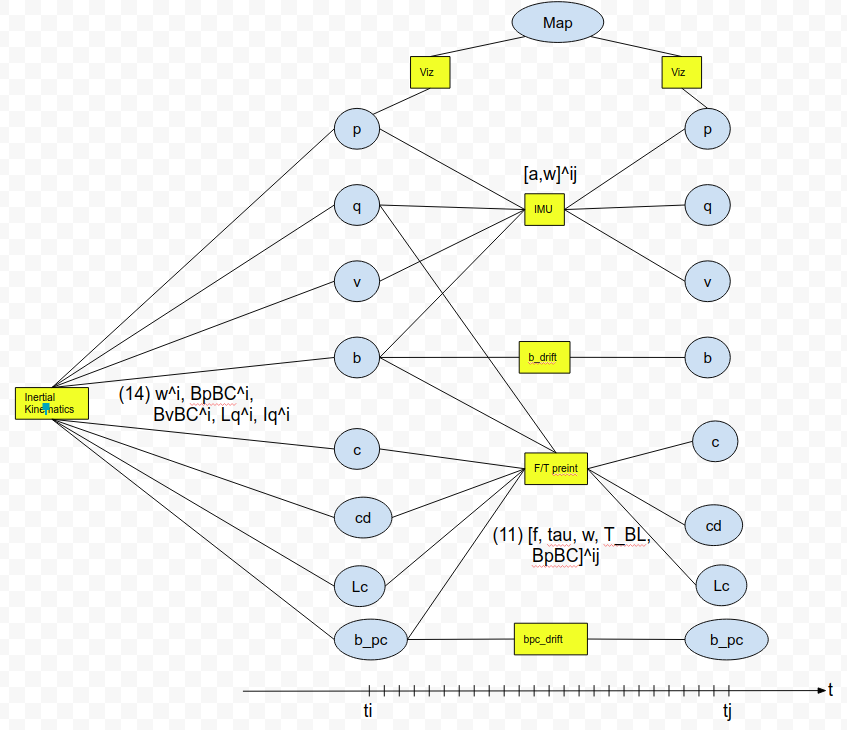 Map
Viz
Viz
p
p
[a,w]^ij
q
IMU
q
v
v
b
b_drift
b
Inertial
Kinematics
(14) w^i, BpBC^i,
BvBC^i, Lq^i, Iq^i
c
c
F/T preint
cd
cd
(11) [f, tau, w, T_BL,
BpBC]^ij
Lc
Lc
b_pc
bpc_drift
b_pc
t
ti
tj